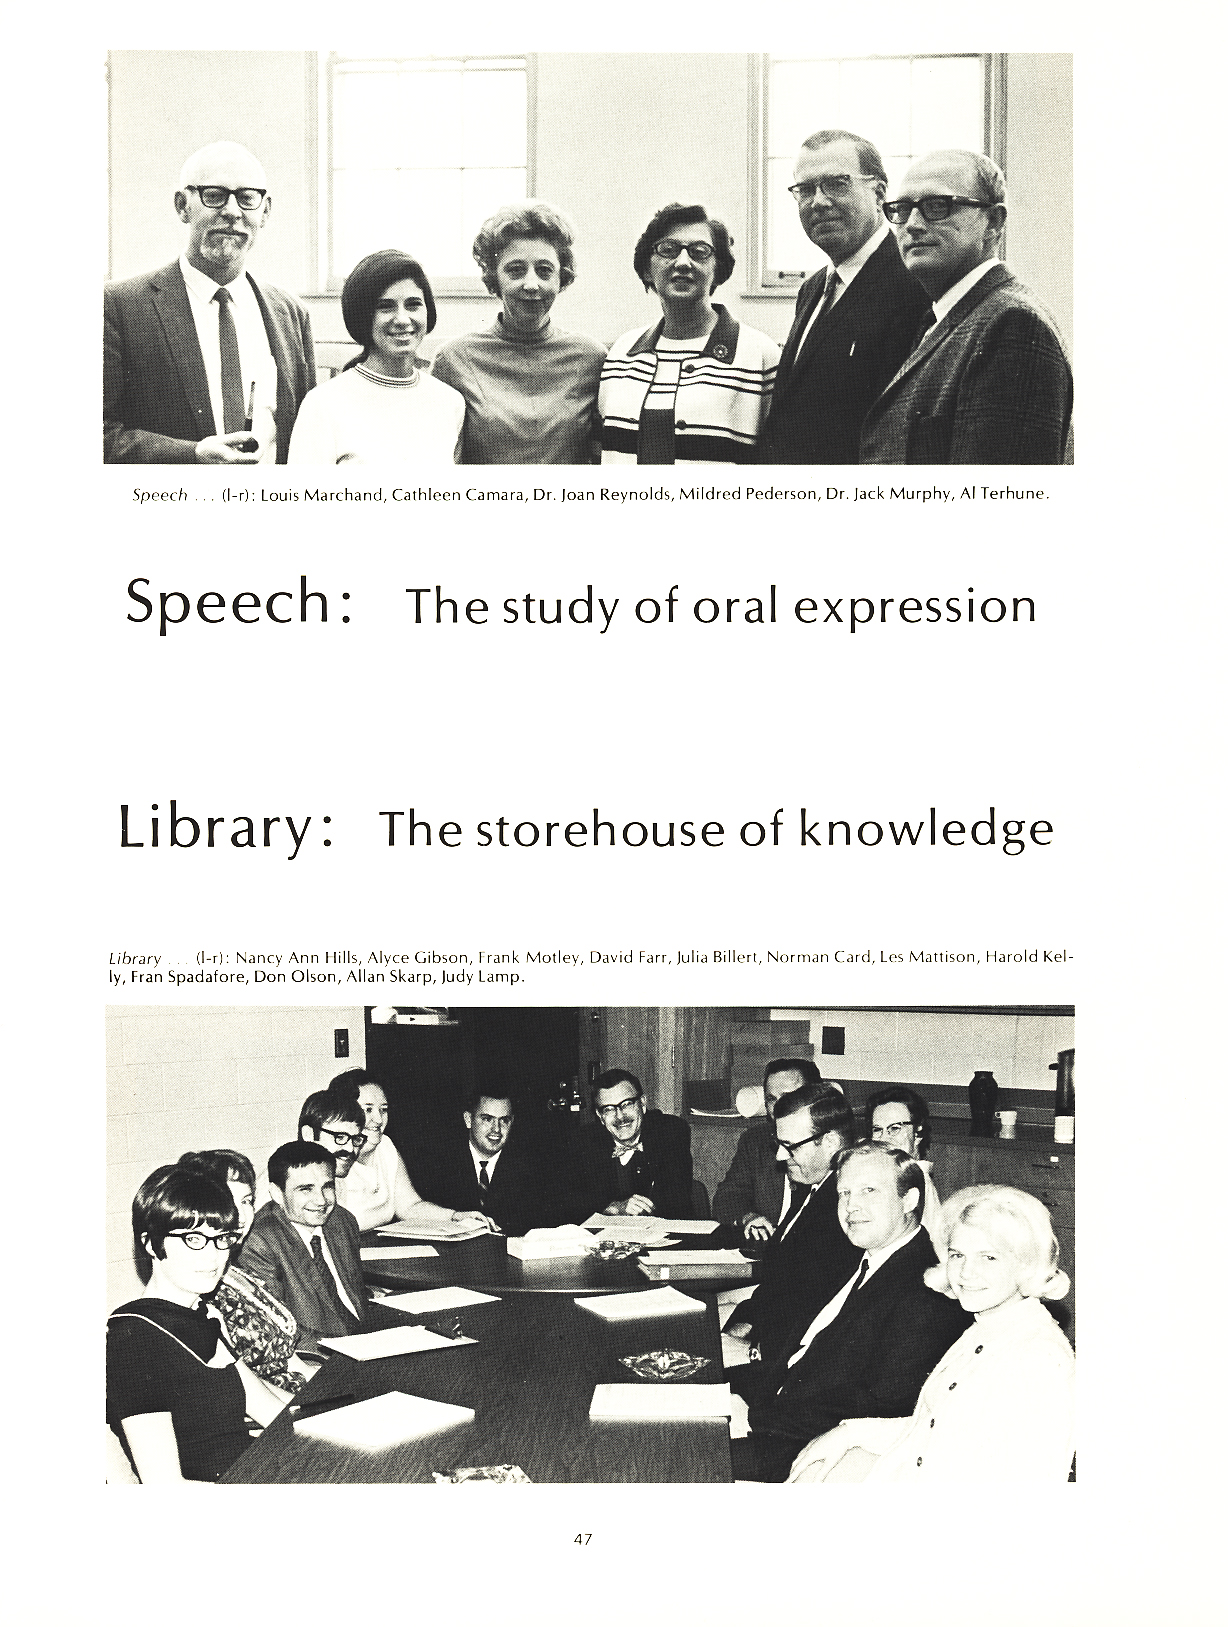 Speech . . . (l-r): Louis Marchand, Cathleen Camara, Dr. Joan Reynolds, Mildred Pederson, Dr. Jack Murphy, Al Terhune.
Speech: The study of oral expression
Library: The storehouse of knowledge
Library . . . (l-r): Nancy Ann Hills, Alyce Gibson, Frank Motley, David Farr, Julia Billert, Norman Card, Les Mattison, Harold Kel-
ly, Fran Spadafore, Don Olson, Allan Skarp, Judy Lamp.
47